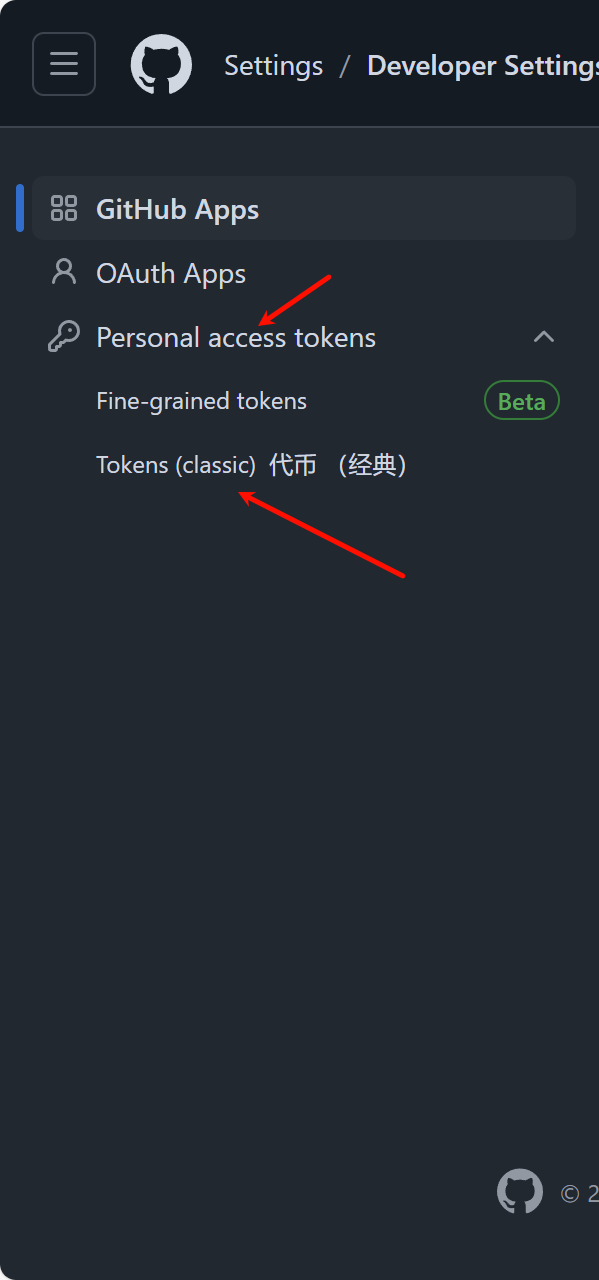 Settings / Developer Settings
GitHub Apps
OAuth Apps
Personal access tokens
Fine-grained tokens Beta
Tokens (classic) 代币 （经典）
© 2